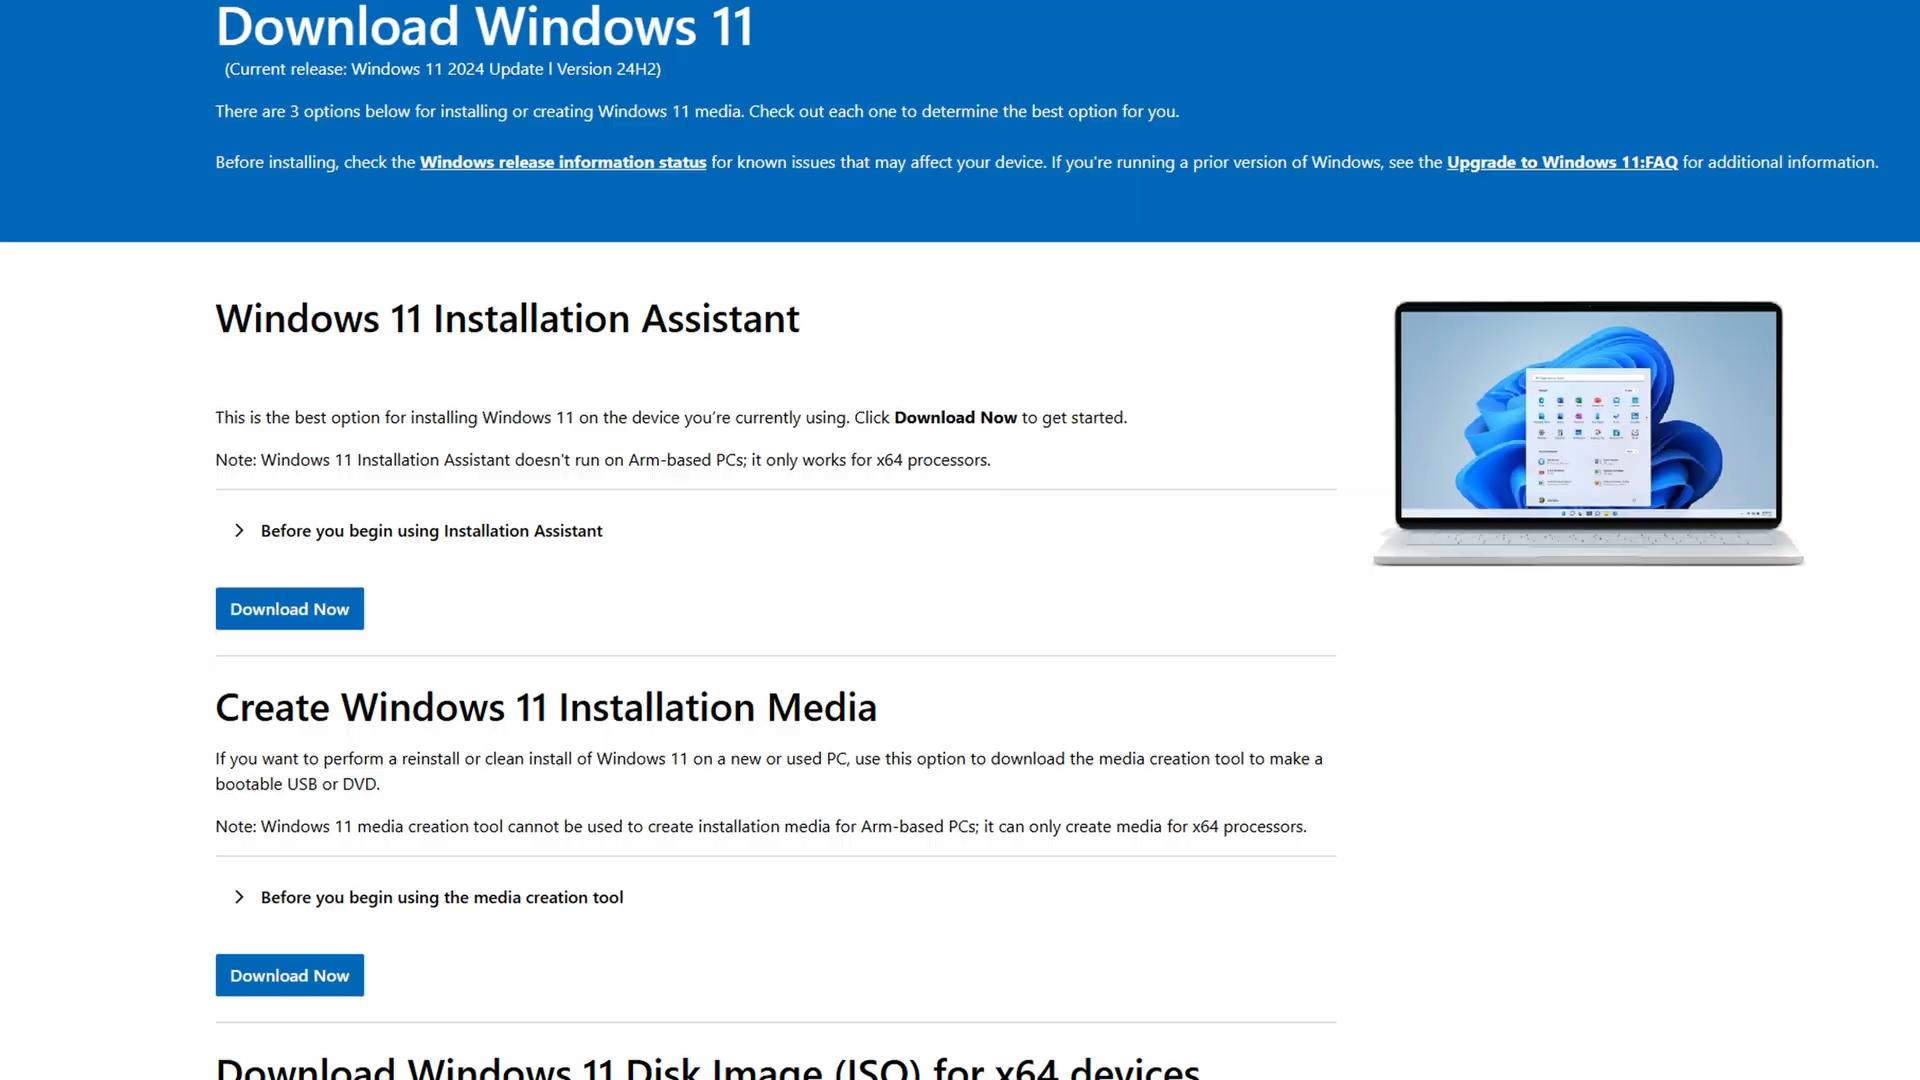 Download Windows 11
(Current release: Windows 11 2024 Update l Version 24H2)
There are 3 options below for installing or creating Windows 11 media. Check out each one to determine the best option for you.
Before installing, check the Windows release information status for known issues that may affect your device. If you're running a prior version of Windows, see the Upgrade to Windows 11:FAQ for additional information.
Windows 11 Installation Assistant
This is the best option for installing Windows 11 on the device you’re currently using. Click Download Now to get started.
Note: Windows 11 Installation Assistant doesn't run on Arm-based PCs; it only works for x64 processors.
Before you begin using Installation Assistant
Download Now
Create Windows 11 Installation Media
If you want to perform a reinstall or clean install of Windows 11 on a new or used PC, use this option to download the media creation tool to make a
bootable USB or DVD.
Note: Windows 11 media creation tool cannot be used to create installation media for Arm-based PCs; it can only create media for x64 processors.
Before you begin using the media creation tool
Download Now
Download Windows 11 Disk Image (ISO) for x64 devices